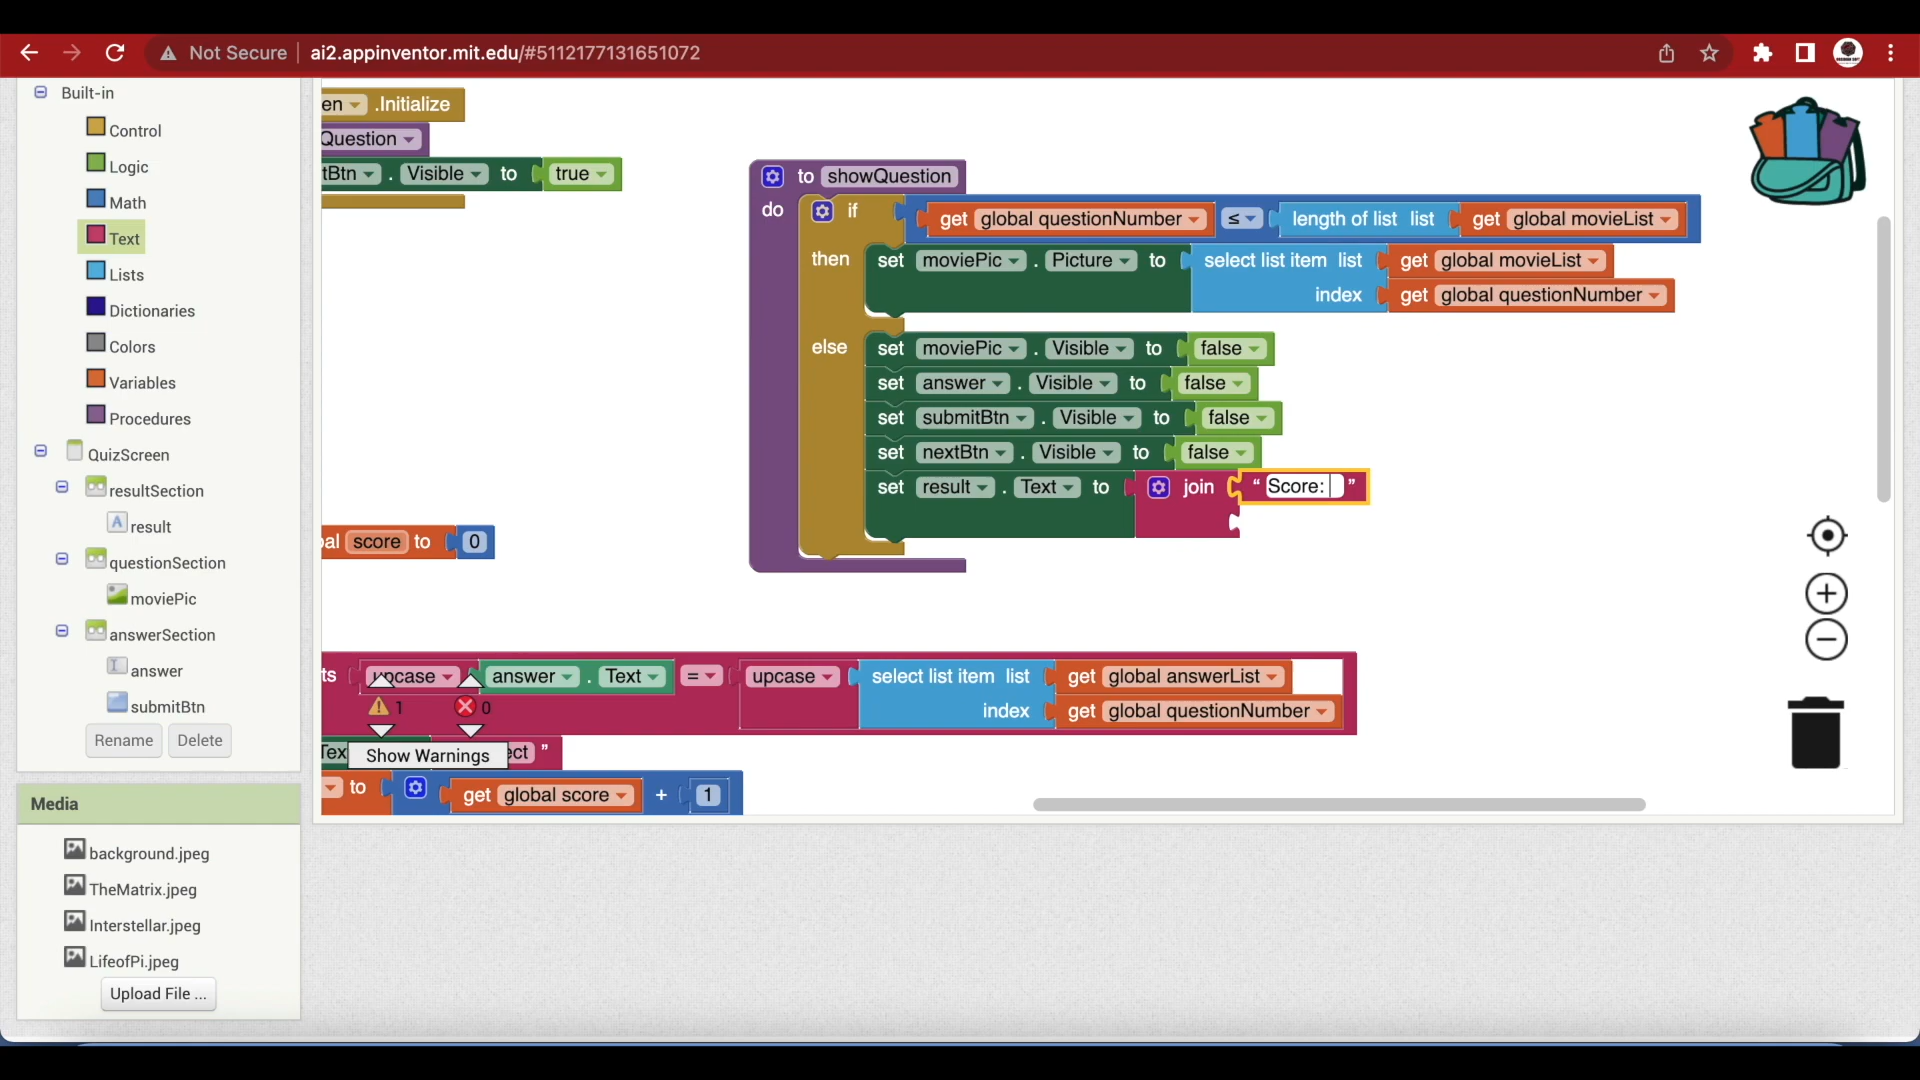 Not Secure | ai2.appinventor.mit.edu/#5112177131651072
Built-in
Control
Logic
Math
Text
Lists
Dictionaries
Colors
Variables
Procedures
QuizScreen
resultSection
result
questionSection
moviePic
answerSection
answer
submitBtn
Rename Delete
Media
background.jpeg
TheMatrix.jpeg
Interstellar.jpeg
LifeofPi.jpeg
Upload File ...
en .Initialize
Question
tBtn . Visible to true
al score to 0
to showQuestion
do if get global questionNumber ≤ length of list list get global movieList
then set moviePic . Picture to select list item list get global movieList
index get global questionNumber
else set moviePic . Visible to false
set answer . Visible to false
set submitBtn . Visible to false
set nextBtn . Visible to false
set result . Text to join “ Score: ”
ts upcase answer . Text = upcase select list item list get global answerList
index get global questionNumber
1 0
Show Warnings
Tex ect ”
to get global score + 1